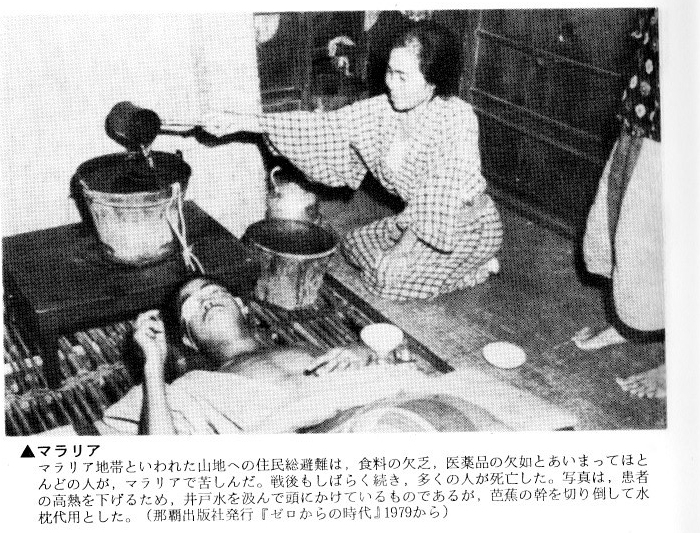 ▲マラリア
マラリア地帯といわれた山地への住民総避難は，食料の欠乏，医薬品の欠如とあいまってほと
んどの人が，マラリアで苦しんだ。戦後もしばらく続き，多くの人が死亡した。写真は，患者
の高熱を下げるため，井戸水を汲んで頭にかけているものであるが，芭蕉の幹を切り倒して水
枕代用とした。（那覇出版社発行『ゼロからの時代』1979から）